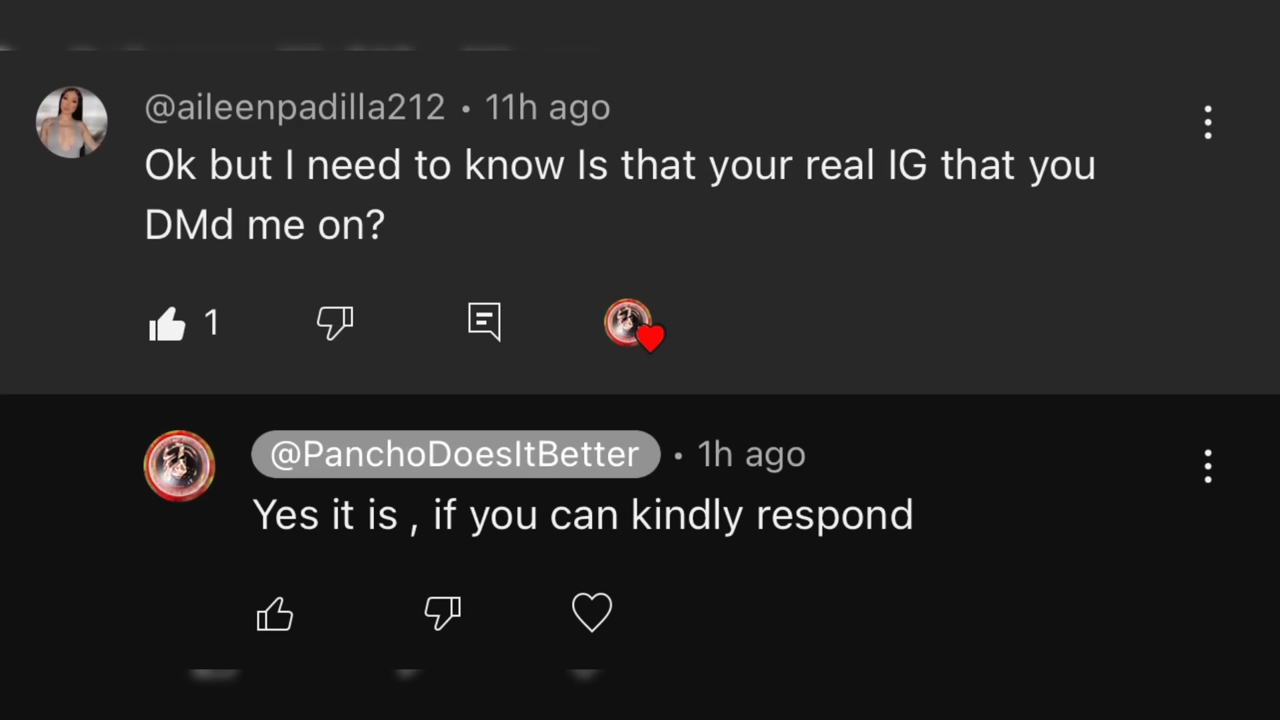 @aileenpadilla212 • 11h ago
Ok but I need to know Is that your real IG that you
DMd me on?
1
@PanchoDoesItBetter • 1h ago
Yes it is , if you can kindly respond